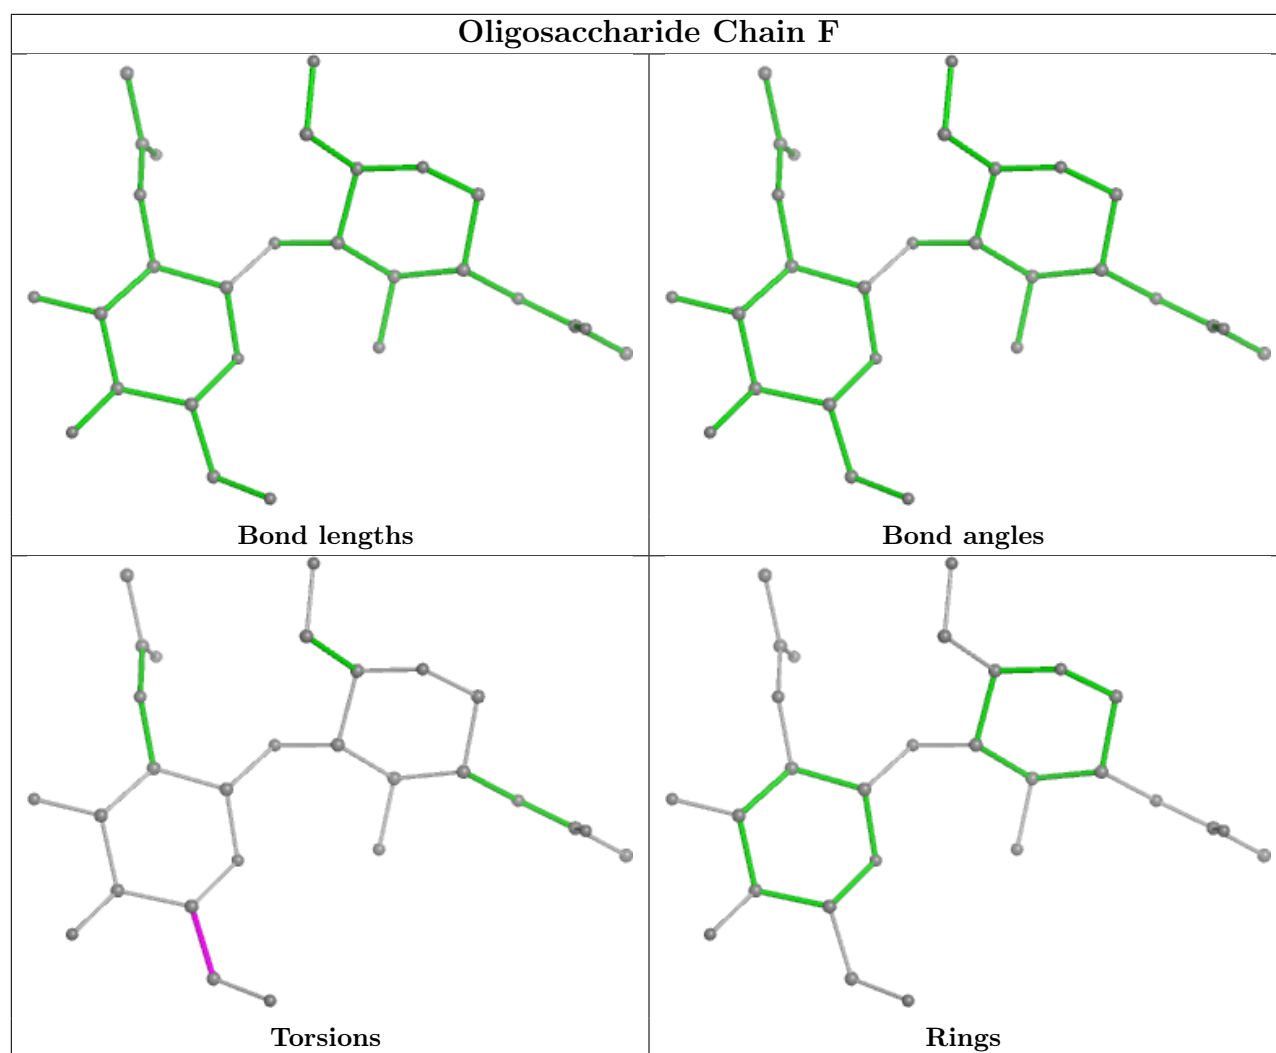 Oligosaccharide Chain F
Bond lengths
Bond angles
Torsions
Rings